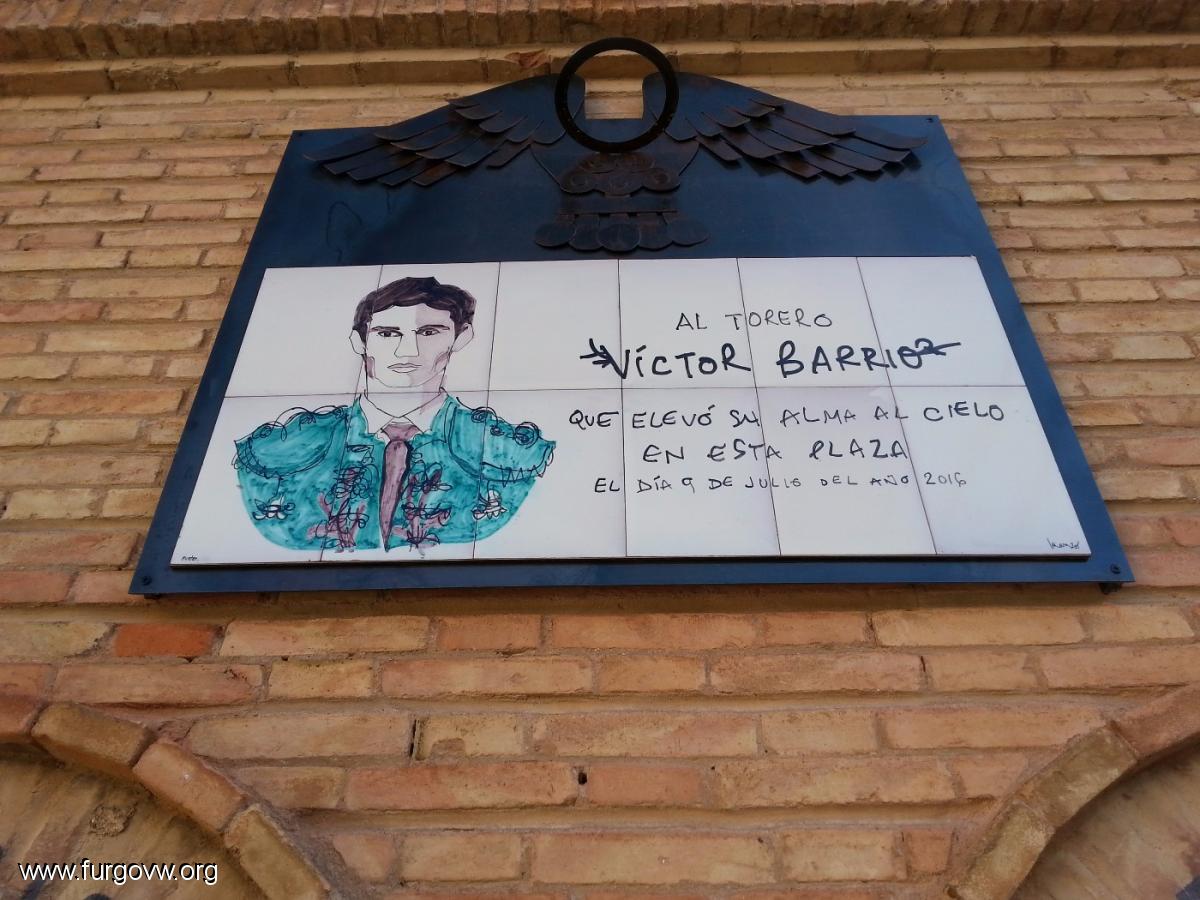 AL TORERO
VÍCTOR BARRIO
QUE ELEVÓ SU ALMA AL CIELO
EN ESTA PLAZA
EL DÍA 9 DE JULIO DEL AÑO 2016
www.furgovw.org